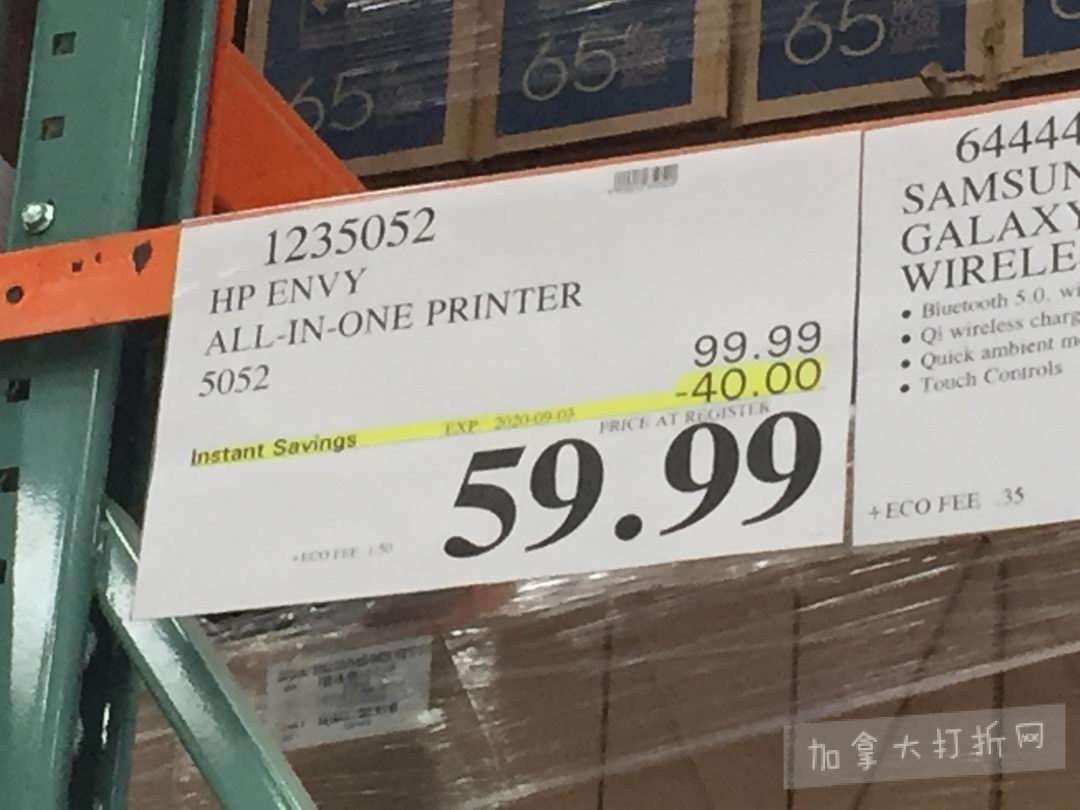 65"
65"
65"
1235052
HP ENVY
ALL-IN-ONE PRINTER
5052
99.99
-40.00
Instant Savings EXP 2020-09-03 PRICE AT REGISTER
59.99
+ECO FEE 1.50
64444
SAMSUN
GALAXY
WIRELE
• Bluetooth 5.0, wi
• Qi wireless charg
• Quick ambient m
• Touch Controls
+ECO FEE .35
加拿大打折网